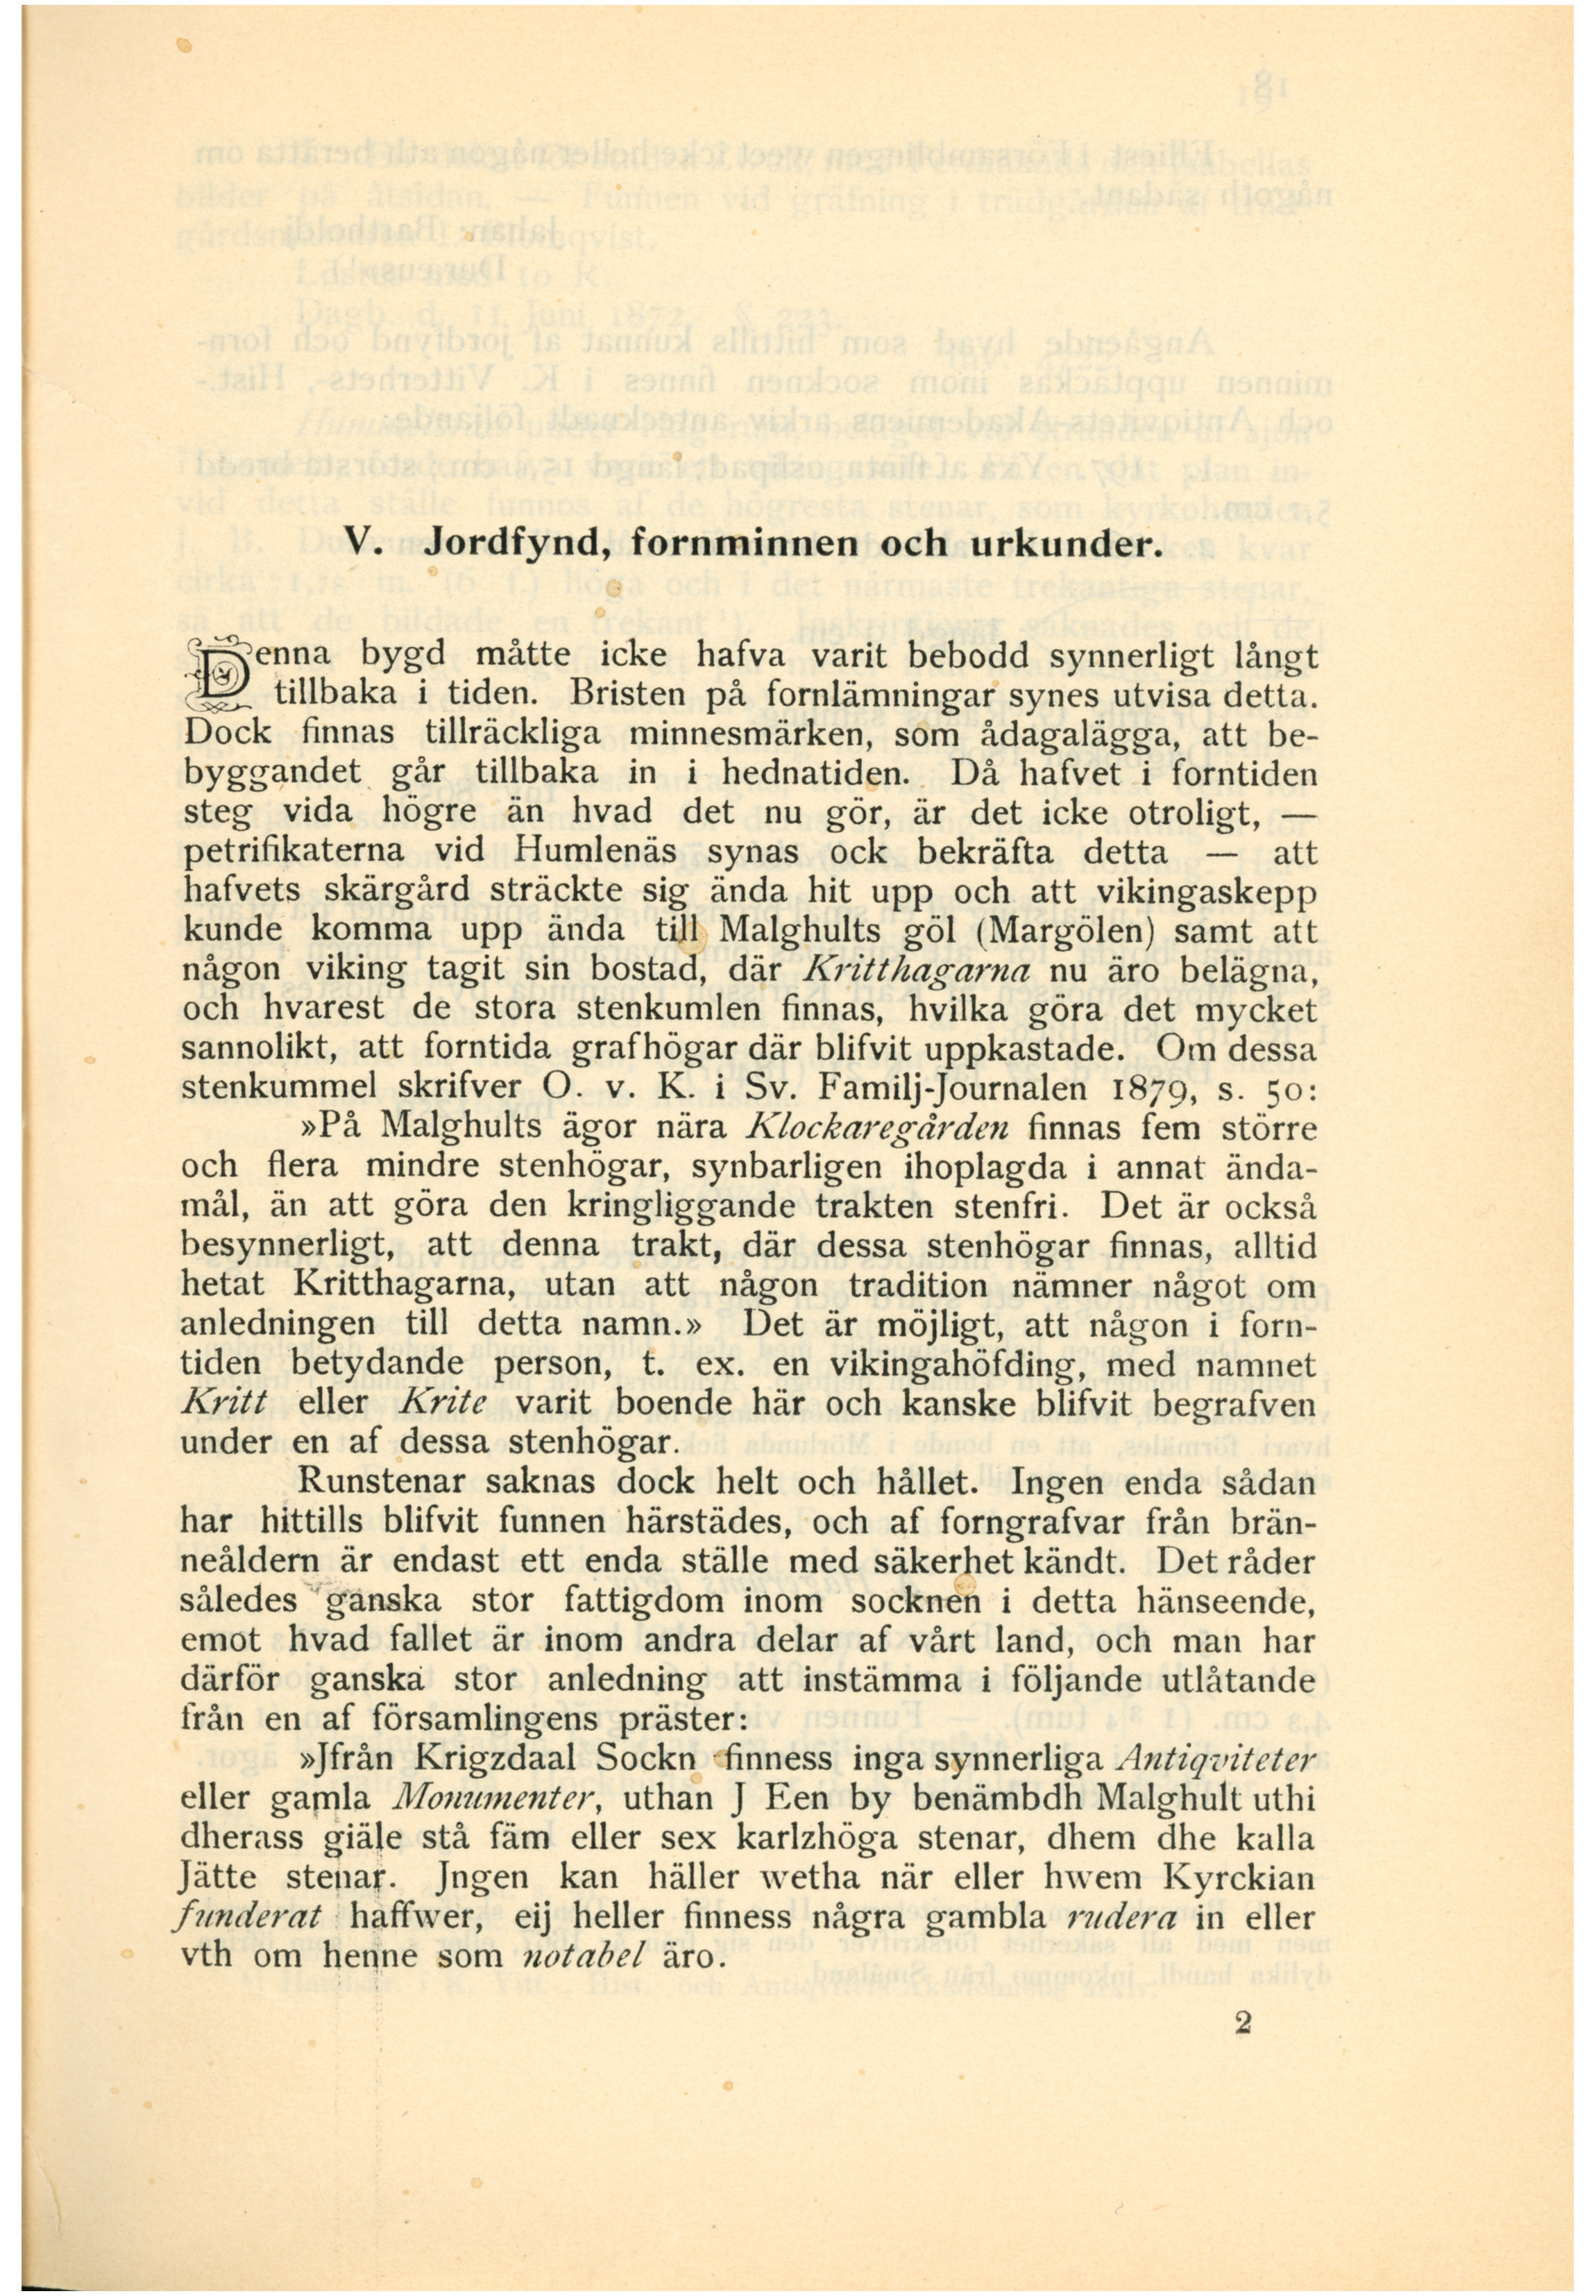 V. Jordfynd, fornminnen och urkunder.
Denna bygd måtte icke hafva varit bebodd synnerligt långt
tillbaka i tiden. Bristen på fornlämningar synes utvisa detta.
Dock finnas tillräckliga minnesmärken, som ådagalägga, att be-
byggandet går tillbaka in i hednatiden. Då hafvet i forntiden
steg vida högre än hvad det nu gör, är det icke otroligt, —
petrifikaterna vid Humlenäs synas ock bekräfta detta — att
hafvets skärgård sträckte sig ända hit upp och att vikingaskepp
kunde komma upp ända till Malghults göl (Margölen) samt att
någon viking tagit sin bostad, där Kritthagarna nu äro belägna,
och hvarest de stora stenkumlen finnas, hvilka göra det mycket
sannolikt, att forntida grafhögar där blifvit uppkastade. Om dessa
stenkummel skrifver O. v. K. i Sv. Familj-Journalen 1879, s. 50:
»På Malghults ägor nära Klockaregården finnas fem större
och flera mindre stenhögar, synbarligen ihoplagda i annat ända-
mål, än att göra den kringliggande trakten stenfri. Det är också
besynnerligt, att denna trakt, där dessa stenhögar finnas, alltid
hetat Kritthagarna, utan att någon tradition nämner något om
anledningen till detta namn.» Det är möjligt, att någon i forn-
tiden betydande person, t. ex. en vikingahöfding, med namnet
Kritt eller Krite varit boende här och kanske blifvit begrafven
under en af dessa stenhögar.
Runstenar saknas dock helt och hållet. Ingen enda sådan
har hittills blifvit funnen härstädes, och af forngrafvar från brän-
neåldern är endast ett enda ställe med säkerhet kändt. Det råder
således ganska stor fattigdom inom socknen i detta hänseende,
emot hvad fallet är inom andra delar af vårt land, och man har
därför ganska stor anledning att instämma i följande utlåtande
från en af församlingens präster:
»Jfrån Krigzdaal Sockn finness inga synnerliga Antiqviteter
eller gamla Monumenter, uthan J Een by benämbdh Malghult uthi
dherass giäle stå fäm eller sex karlzhöga stenar, dhem dhe kalla
Jätte stenar. Jngen kan häller wetha när eller hwem Kyrckian
funderat haffwer, eij heller finness några gambla rudera in eller
vth om henne som notabel äro.
2